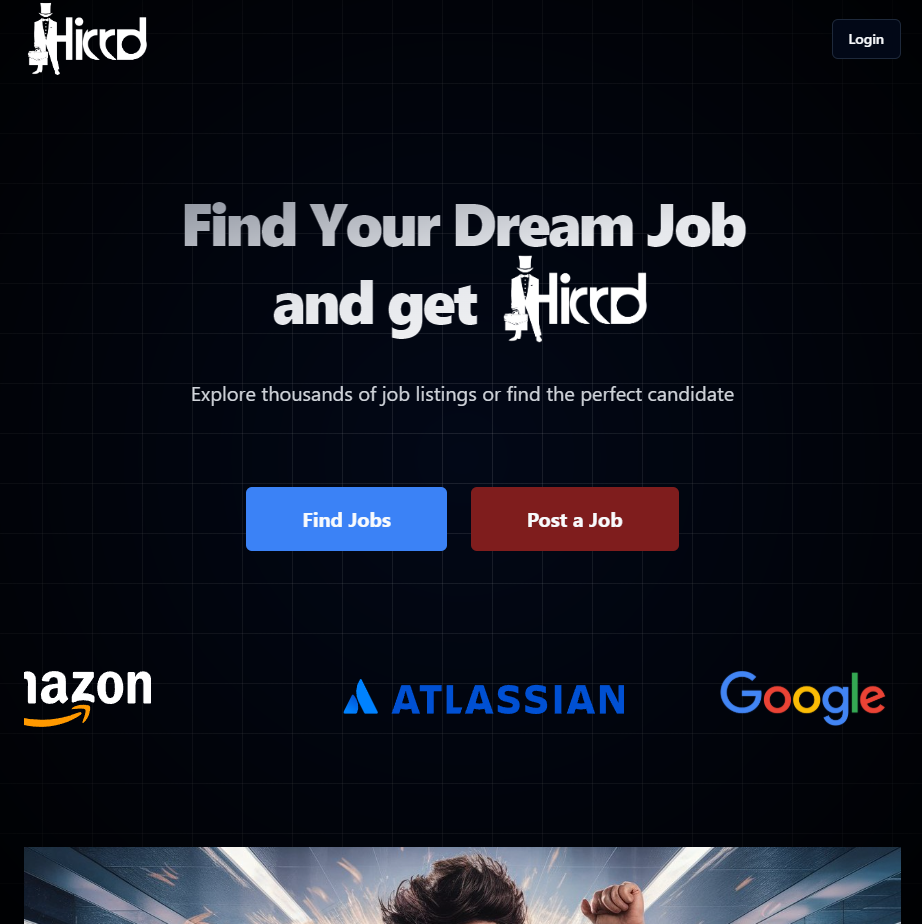 Hirrd
Login
Find Your Dream Job
and get Hirrd
Explore thousands of job listings or find the perfect candidate
Find Jobs
Post a Job
nazon
ATLASSIAN
Google